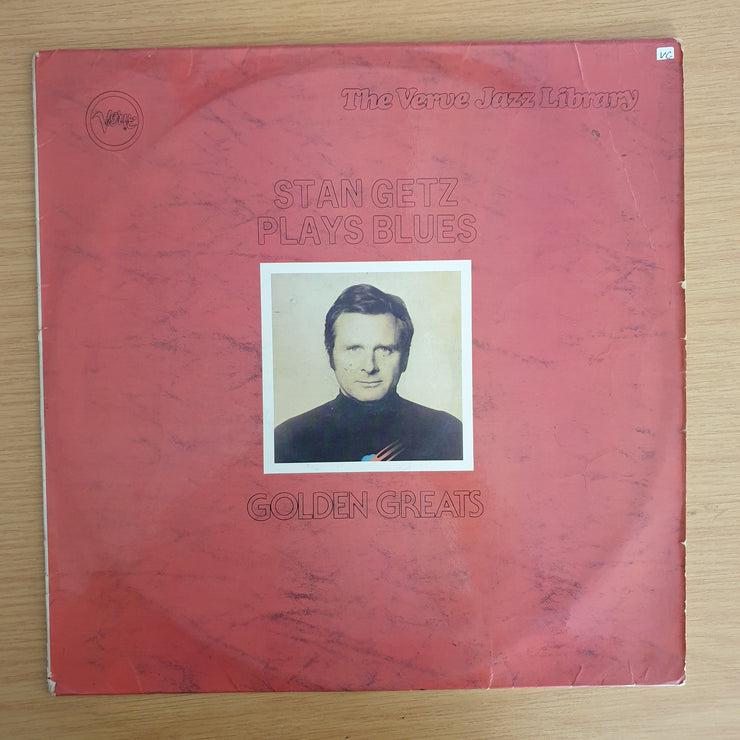 VC
The Verve Jazz Library
Verve
STAN GETZ
PLAYS BLUES
GOLDEN GREATS